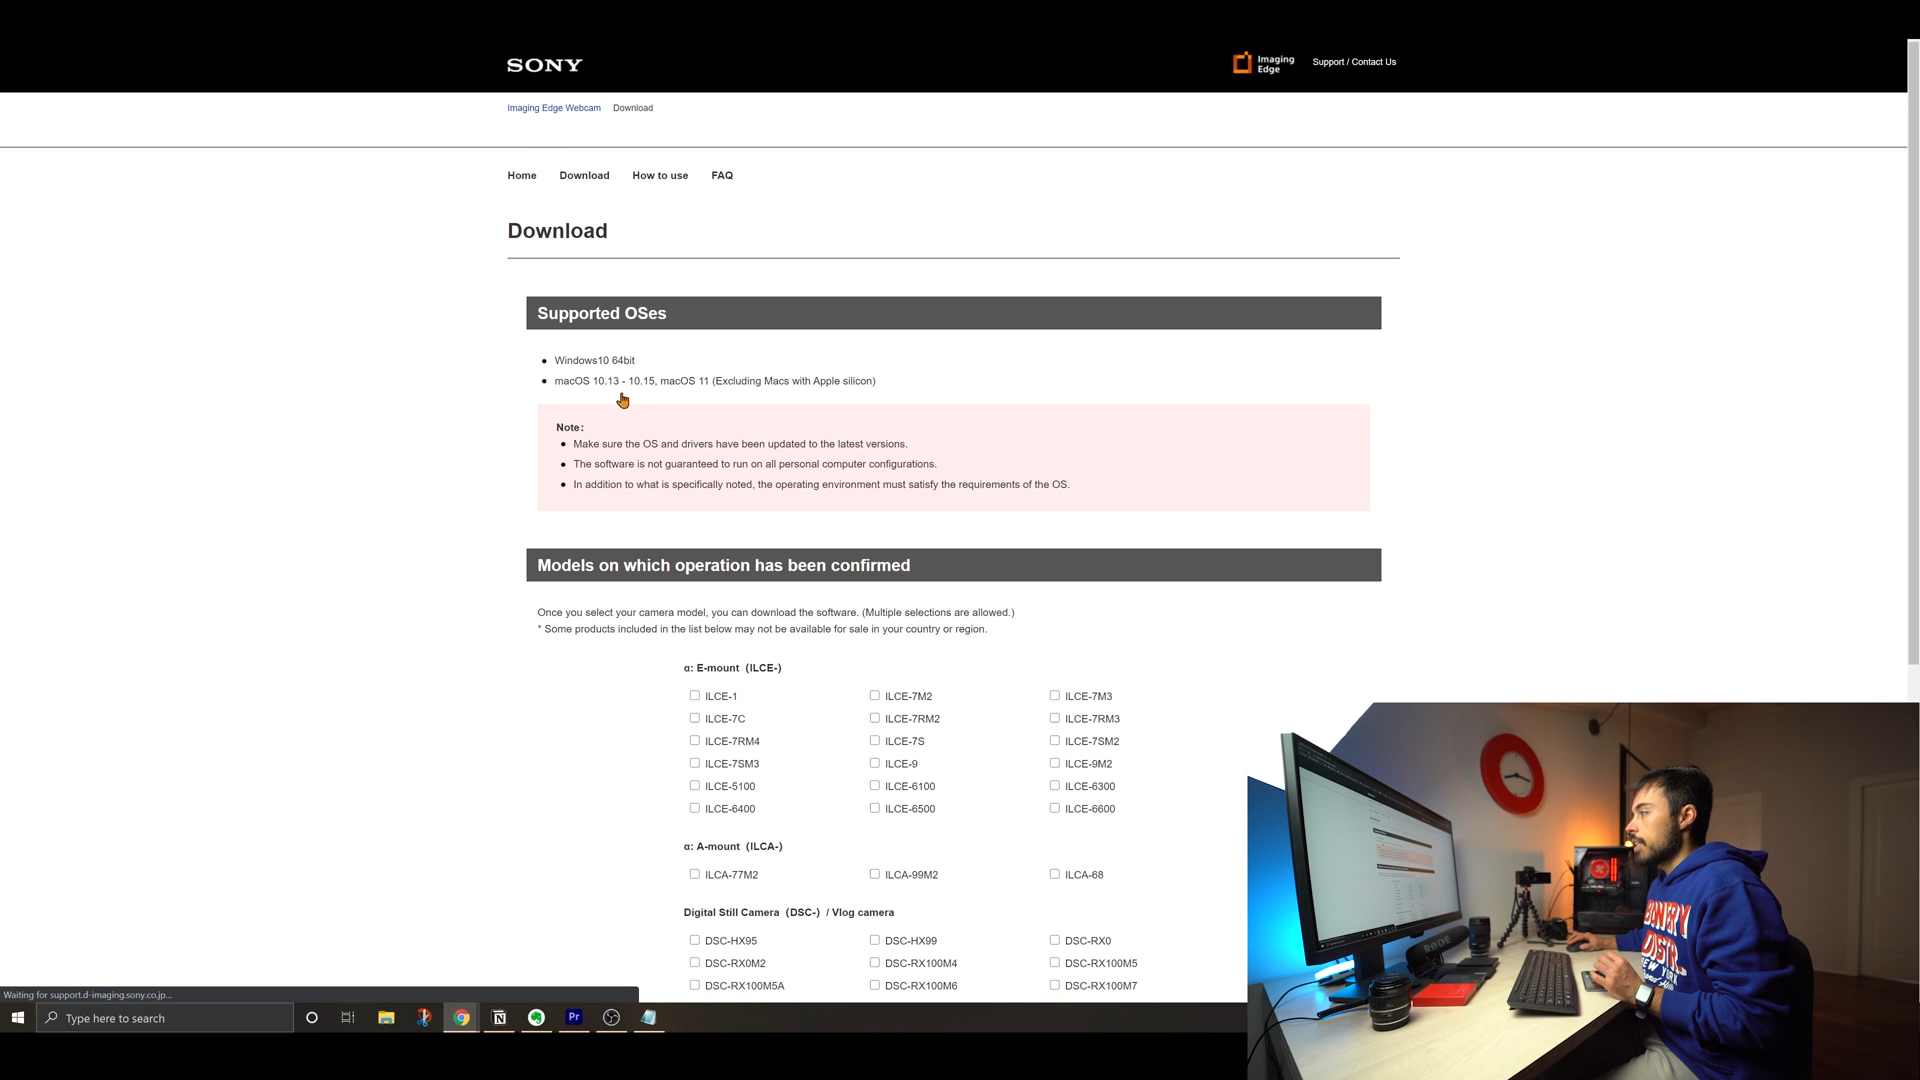 SONY
Imaging Edge
Support / Contact Us
Imaging Edge Webcam Download
Home Download How to use FAQ
Download
Supported OSes
Windows10 64bit
macOS 10.13 - 10.15, macOS 11 (Excluding Macs with Apple silicon)
Note:
Make sure the OS and drivers have been updated to the latest versions.
The software is not guaranteed to run on all personal computer configurations.
In addition to what is specifically noted, the operating environment must satisfy the requirements of the OS.
Models on which operation has been confirmed
Once you select your camera model, you can download the software. (Multiple selections are allowed.)
* Some products included in the list below may not be available for sale in your country or region.
α: E-mount (ILCE-)
ILCE-1 ILCE-7M2 ILCE-7M3
ILCE-7C ILCE-7RM2 ILCE-7RM3
ILCE-7RM4 ILCE-7S ILCE-7SM2
ILCE-7SM3 ILCE-9 ILCE-9M2
ILCE-5100 ILCE-6100 ILCE-6300
ILCE-6400 ILCE-6500 ILCE-6600
α: A-mount (ILCA-)
ILCA-77M2 ILCA-99M2 ILCA-68
Digital Still Camera (DSC-) / Vlog camera
DSC-HX95 DSC-HX99 DSC-RX0
DSC-RX0M2 DSC-RX100M4 DSC-RX100M5
DSC-RX100M5A DSC-RX100M6 DSC-RX100M7
Waiting for support.d-imaging.sony.co.jp...
Type here to search
Pr
RØDE
NEW YORK